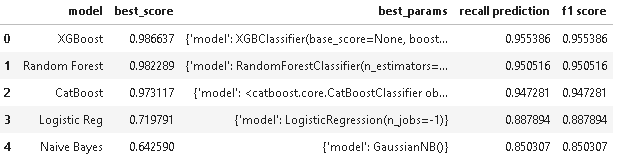 model best_score best_params recall prediction f1 score
0 XGBoost 0.986637 {'model': XGBClassifier(base_score=None, boost... 0.955386 0.955386
1 Random Forest 0.982289 {'model': RandomForestClassifier(n_estimators=... 0.950516 0.950516
2 CatBoost 0.973117 {'model': <catboost.core.CatBoostClassifier ob... 0.947281 0.947281
3 Logistic Reg 0.719791 {'model': LogisticRegression(n_jobs=-1)} 0.887894 0.887894
4 Naive Bayes 0.642590 {'model': GaussianNB()} 0.850307 0.850307